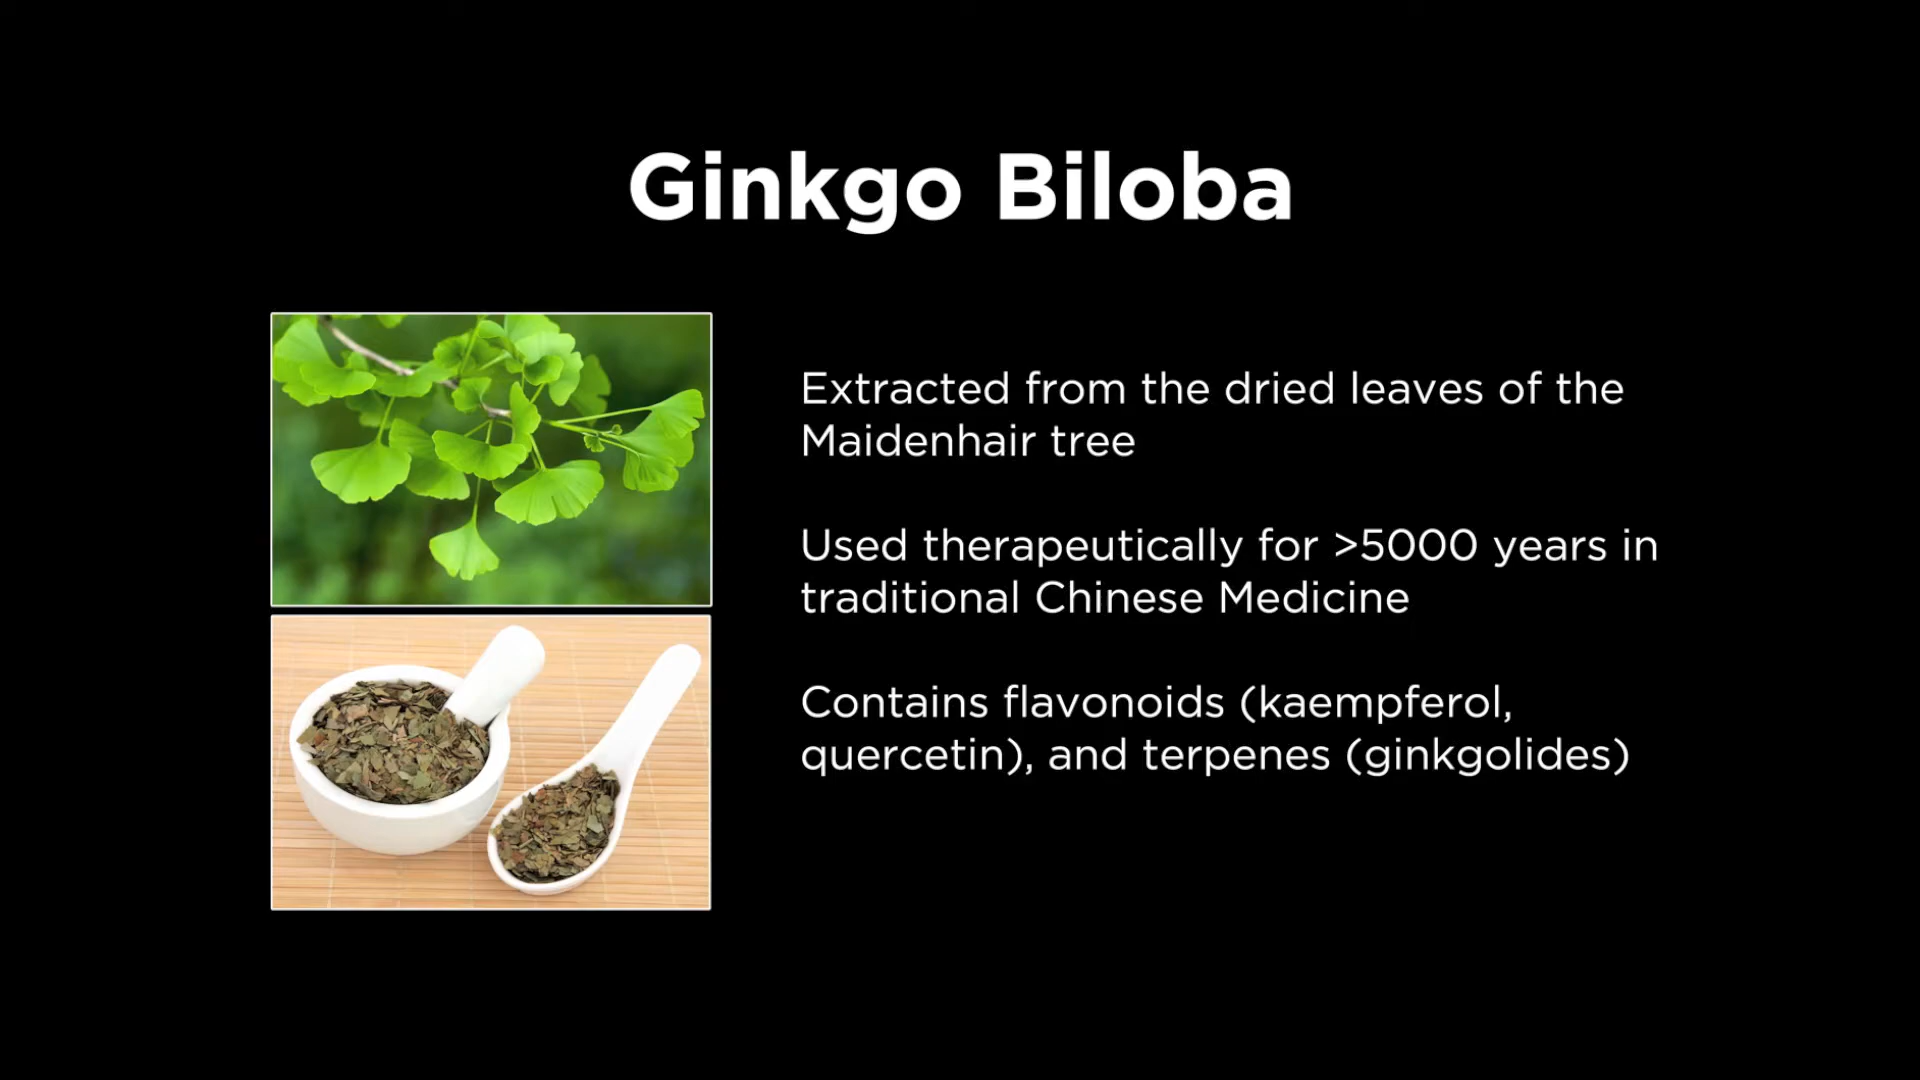 Ginkgo Biloba
Extracted from the dried leaves of the
Maidenhair tree
Used therapeutically for >5000 years in
traditional Chinese Medicine
Contains flavonoids (kaempferol,
quercetin), and terpenes (ginkgolides)